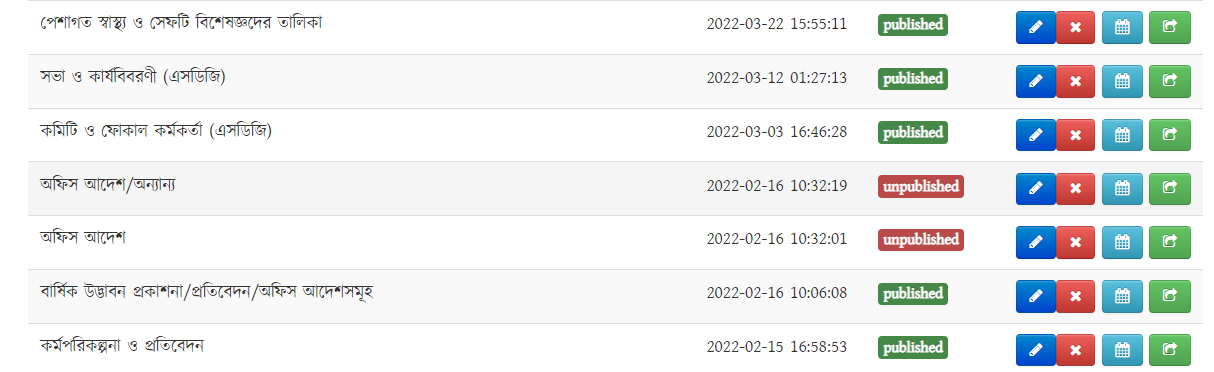 পেশাগত স্বাস্থ্য ও সেফটি বিশেষজ্ঞদের তালিকা 2022-03-22 15:55:11 published
সভা ও কার্যবিবরণী (এসডিজি) 2022-03-12 01:27:13 published
কমিটি ও ফোকাল কর্মকর্তা (এসডিজি) 2022-03-03 16:46:28 published
অফিস আদেশ/অন্যান্য 2022-02-16 10:32:19 unpublished
অফিস আদেশ 2022-02-16 10:32:01 unpublished
বার্ষিক উদ্ভাবন প্রকাশনা/প্রতিবেদন/অফিস আদেশসমূহ 2022-02-16 10:06:08 published
কর্মপরিকল্পনা ও প্রতিবেদন 2022-02-15 16:58:53 published